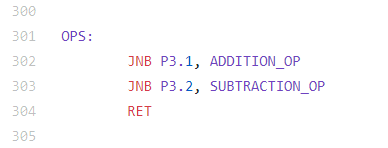 300
301 OPS:
302 JNB P3.1, ADDITION_OP
303 JNB P3.2, SUBTRACTION_OP
304 RET
305